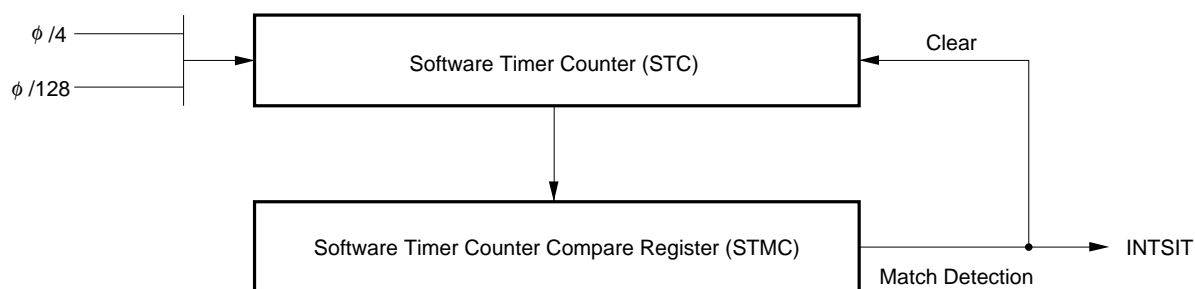 φ/4
φ/128
Software Timer Counter (STC)
Clear
Software Timer Counter Compare Register (STMC)
INTSIT
Match Detection